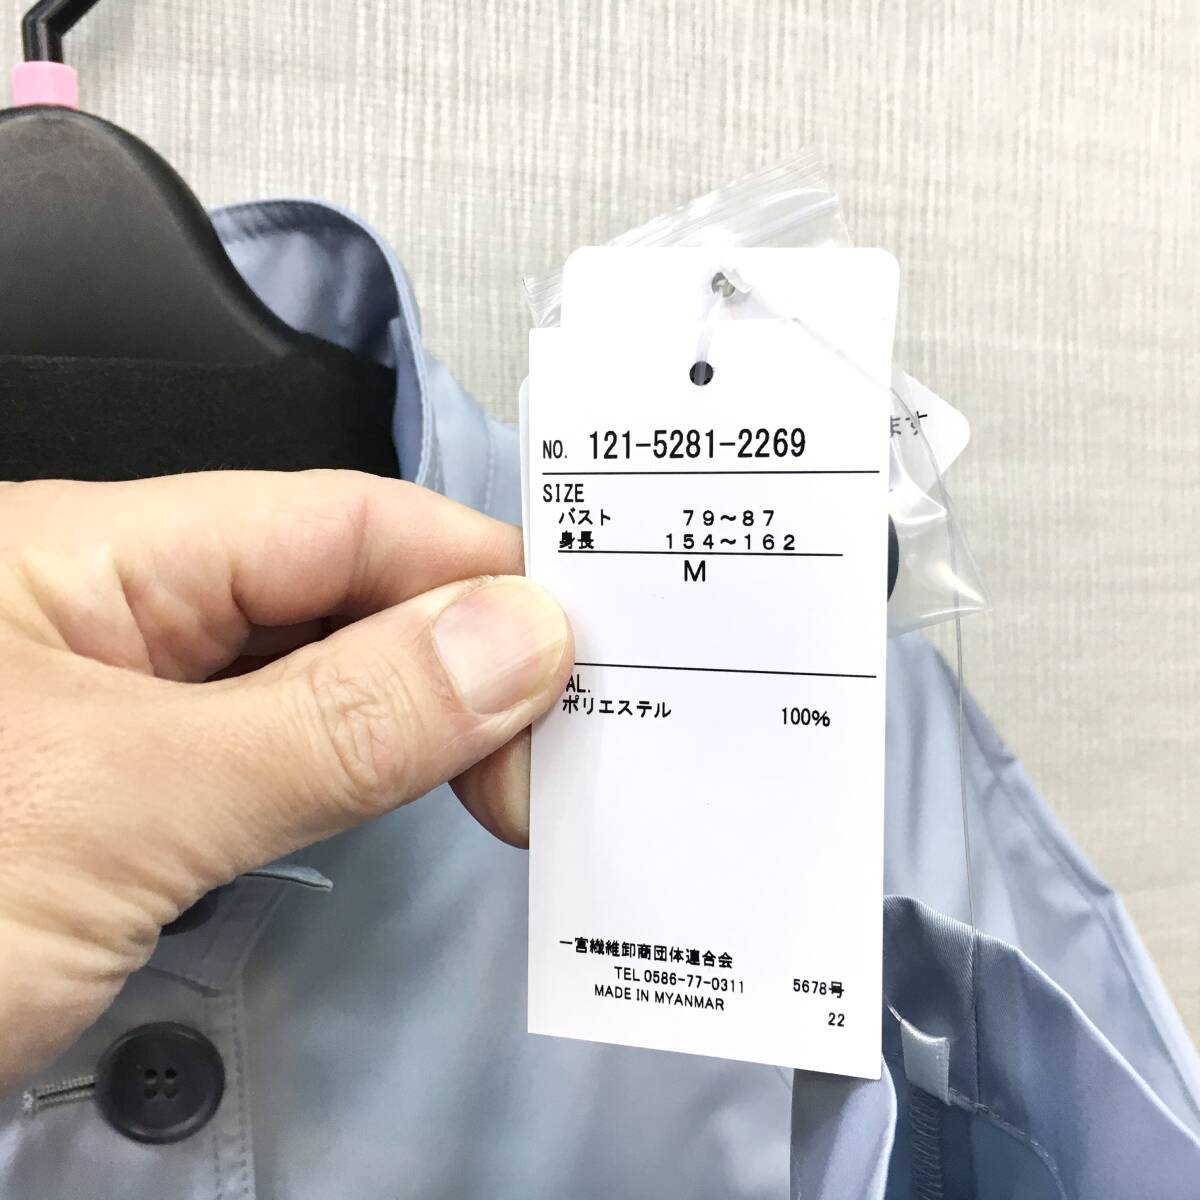 NO. 121-5281-2269
SIZE
バスト 79～87
身長 154～162
M
AL.
ポリエステル 100%
一宮繊維卸商団体連合会
TEL 0586-77-0311 5678号
MADE IN MYANMAR
22
ます